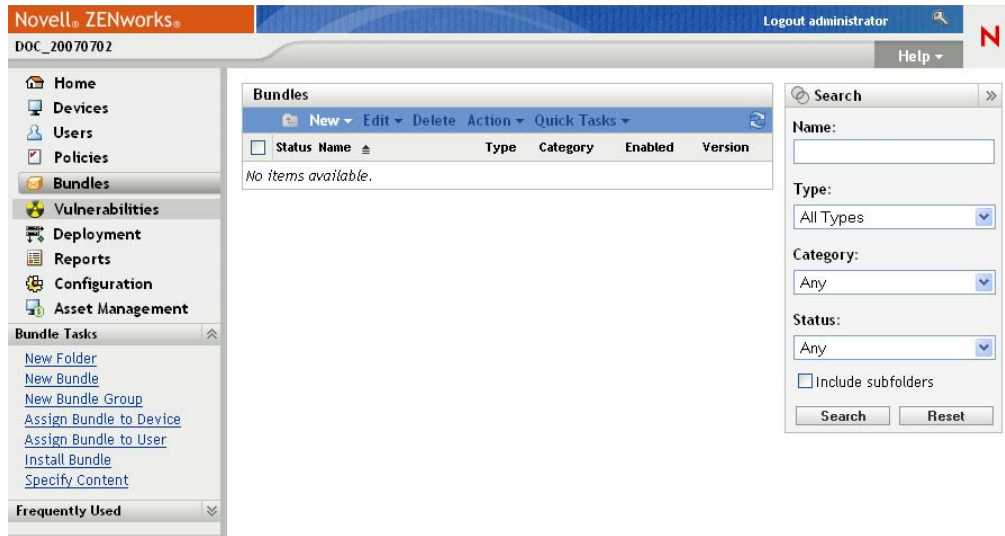 Novell® ZENworks®
Logout administrator
N
DOC_20070702
Help
Home
Devices
Users
Policies
Bundles
Vulnerabilities
Deployment
Reports
Configuration
Asset Management
Bundle Tasks
New Folder
New Bundle
New Bundle Group
Assign Bundle to Device
Assign Bundle to User
Install Bundle
Specify Content
Frequently Used
Bundles
New Edit Delete Action Quick Tasks
Status Name Type Category Enabled Version
No items available.
Search
Name:
Type:
All Types
Category:
Any
Status:
Any
Include subfolders
Search Reset